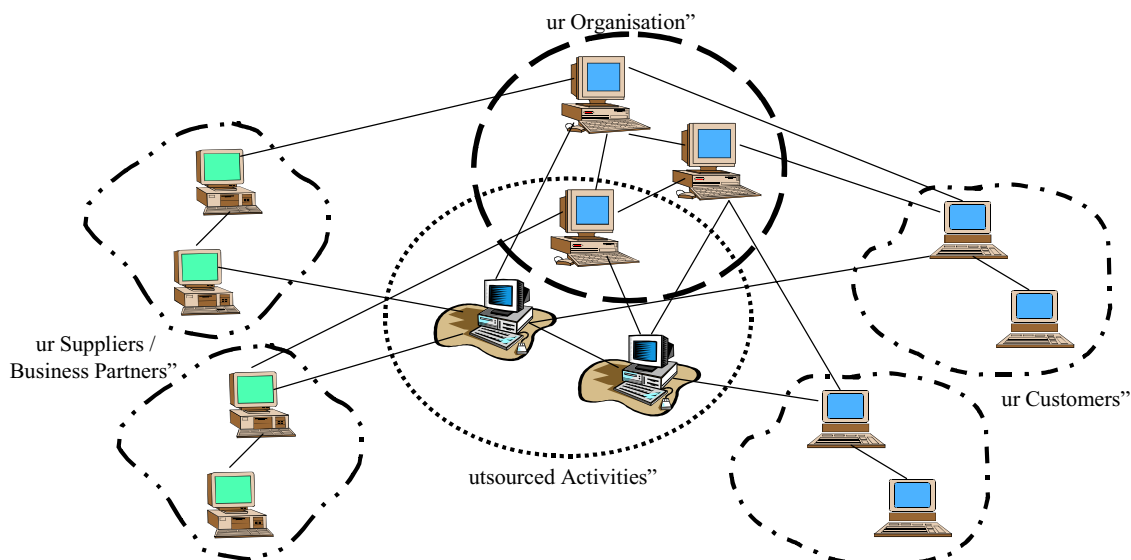 ur Organisation”
ur Suppliers /
Business Partners”
ur Customers”
utsourced Activities”